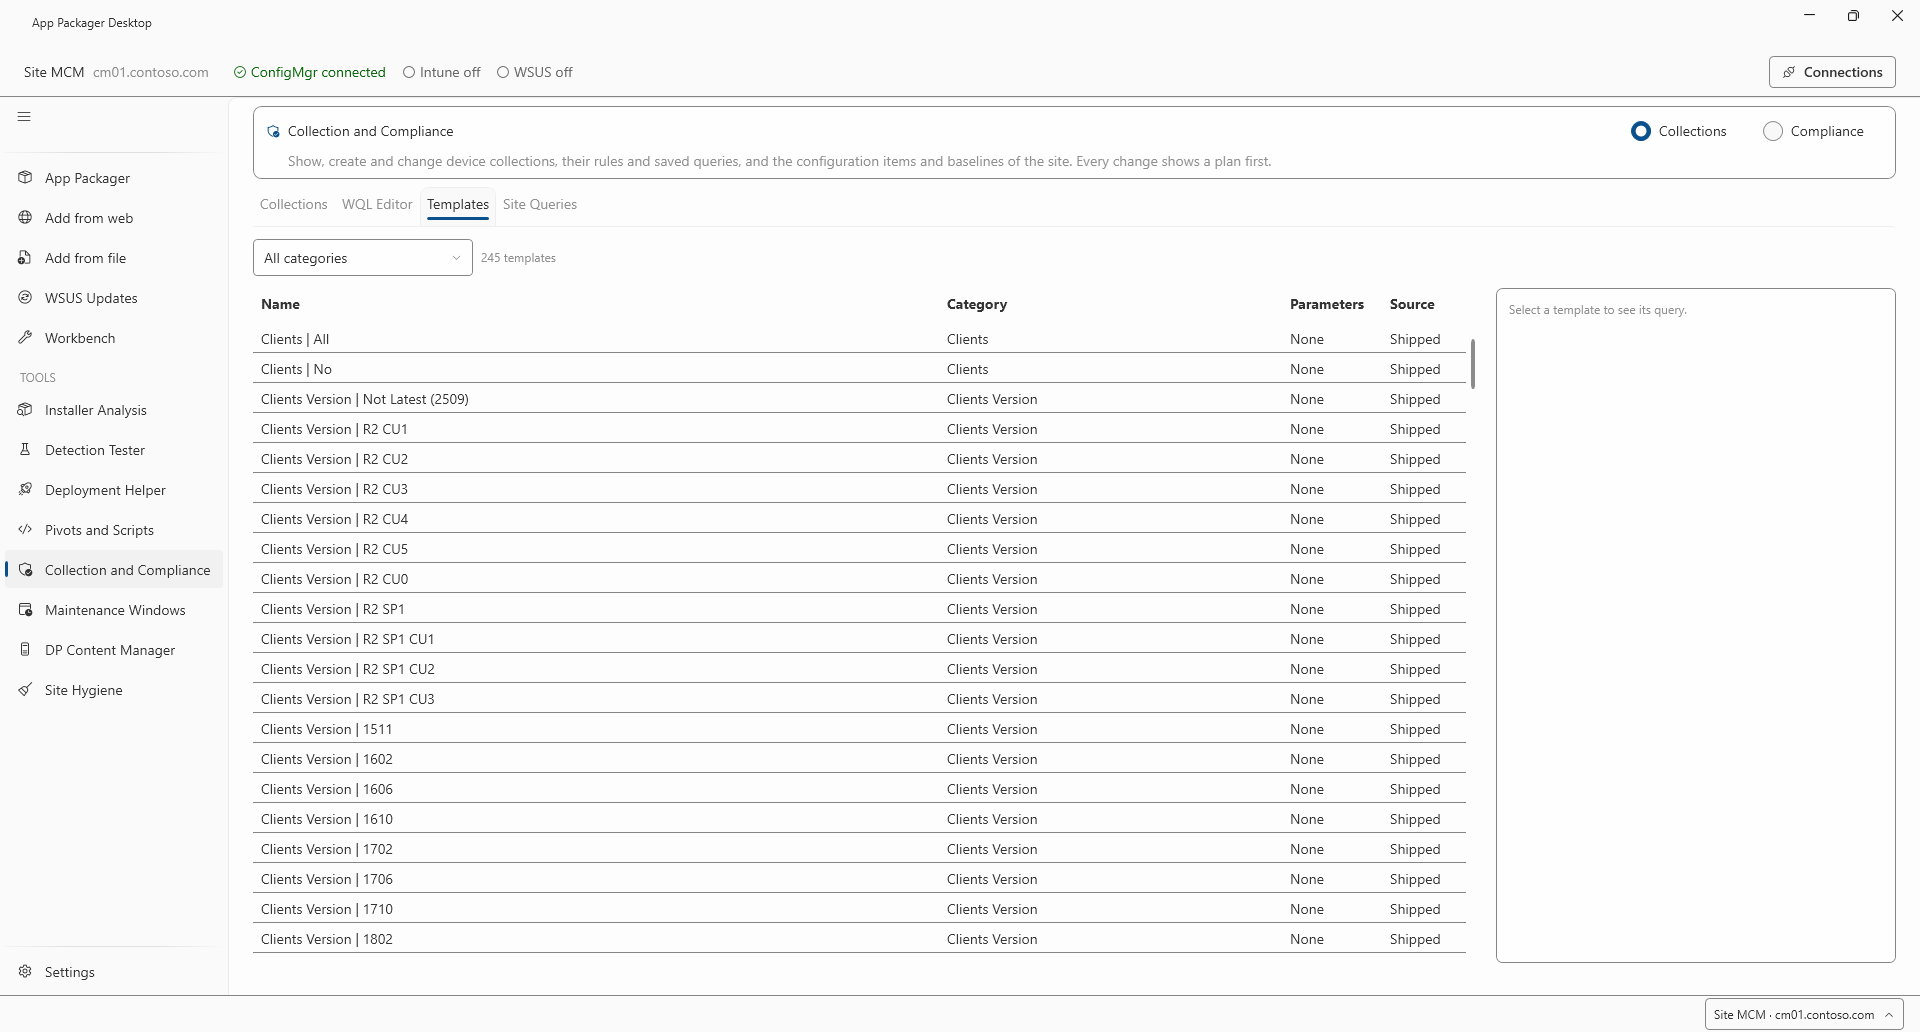 App Packager Desktop
Site MCM cm01.contoso.com ConfigMgr connected Intune off WSUS off Connections
Collection and Compliance Collections Compliance
Show, create and change device collections, their rules and saved queries, and the configuration items and baselines of the site. Every change shows a plan first.
App Packager
Add from web
Add from file
WSUS Updates
Workbench
TOOLS
Installer Analysis
Detection Tester
Deployment Helper
Pivots and Scripts
Collection and Compliance
Maintenance Windows
DP Content Manager
Site Hygiene
Settings
Collections WQL Editor Templates Site Queries
All categories 245 templates
Name Category Parameters Source
Clients | All Clients None Shipped
Clients | No Clients None Shipped
Clients Version | Not Latest (2509) Clients Version None Shipped
Clients Version | R2 CU1 Clients Version None Shipped
Clients Version | R2 CU2 Clients Version None Shipped
Clients Version | R2 CU3 Clients Version None Shipped
Clients Version | R2 CU4 Clients Version None Shipped
Clients Version | R2 CU5 Clients Version None Shipped
Clients Version | R2 CU0 Clients Version None Shipped
Clients Version | R2 SP1 Clients Version None Shipped
Clients Version | R2 SP1 CU1 Clients Version None Shipped
Clients Version | R2 SP1 CU2 Clients Version None Shipped
Clients Version | R2 SP1 CU3 Clients Version None Shipped
Clients Version | 1511 Clients Version None Shipped
Clients Version | 1602 Clients Version None Shipped
Clients Version | 1606 Clients Version None Shipped
Clients Version | 1610 Clients Version None Shipped
Clients Version | 1702 Clients Version None Shipped
Clients Version | 1706 Clients Version None Shipped
Clients Version | 1710 Clients Version None Shipped
Clients Version | 1802 Clients Version None Shipped
Select a template to see its query.
Site MCM · cm01.contoso.com